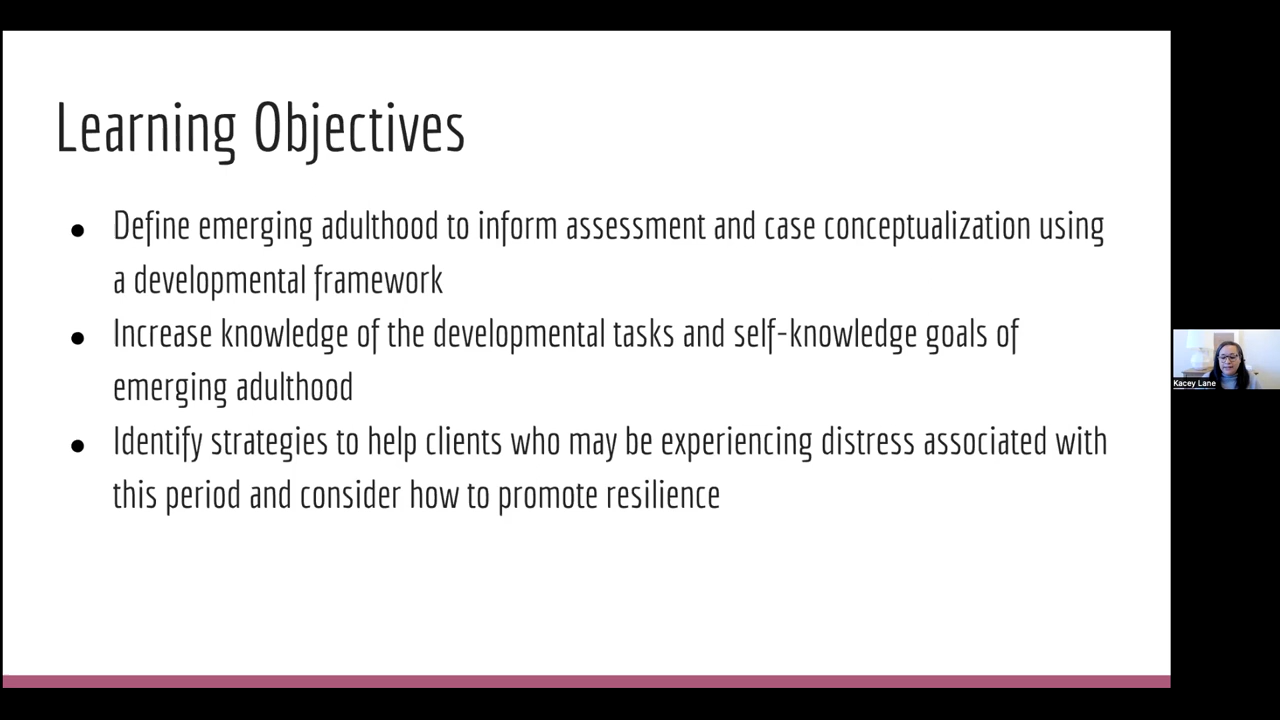 Learning Objectives
● Define emerging adulthood to inform assessment and case conceptualization using
a developmental framework
● Increase knowledge of the developmental tasks and self-knowledge goals of
emerging adulthood
● Identify strategies to help clients who may be experiencing distress associated with
this period and consider how to promote resilience
Kacey Lane